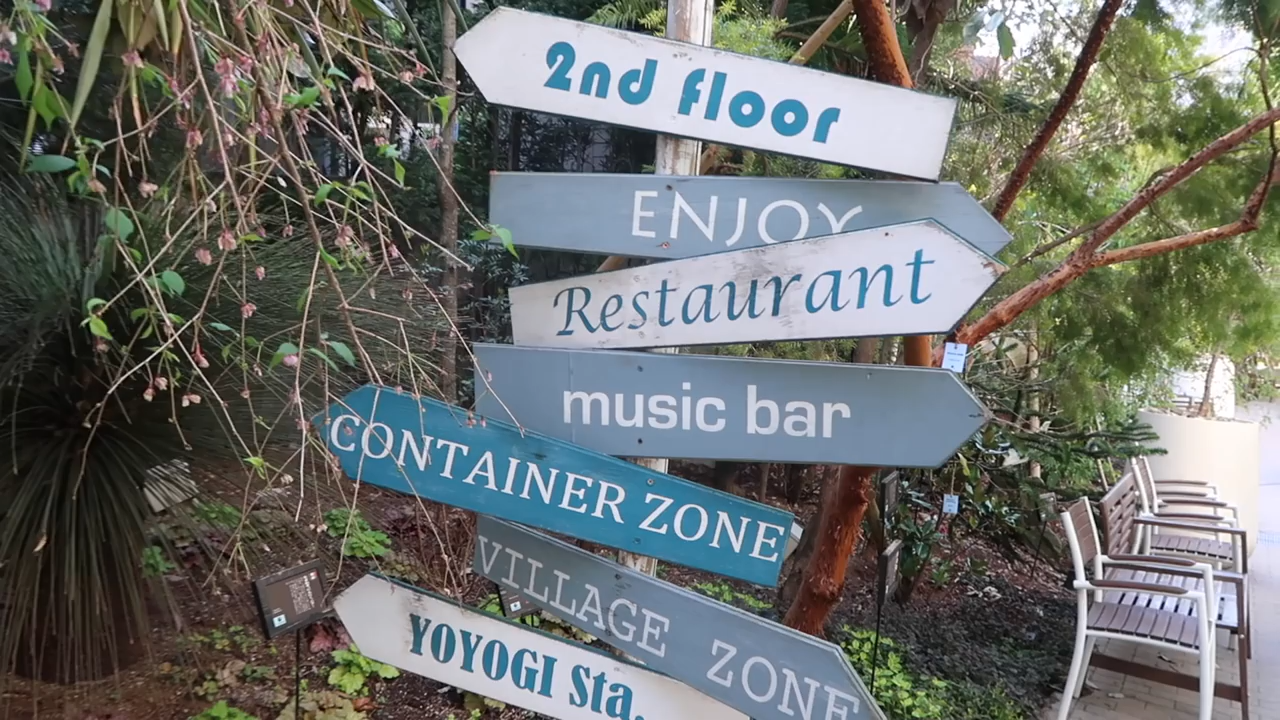 2nd floor
ENJOY
Restaurant
music bar
CONTAINER ZONE
VILLAGE ZONE
YOYOGI Sta.